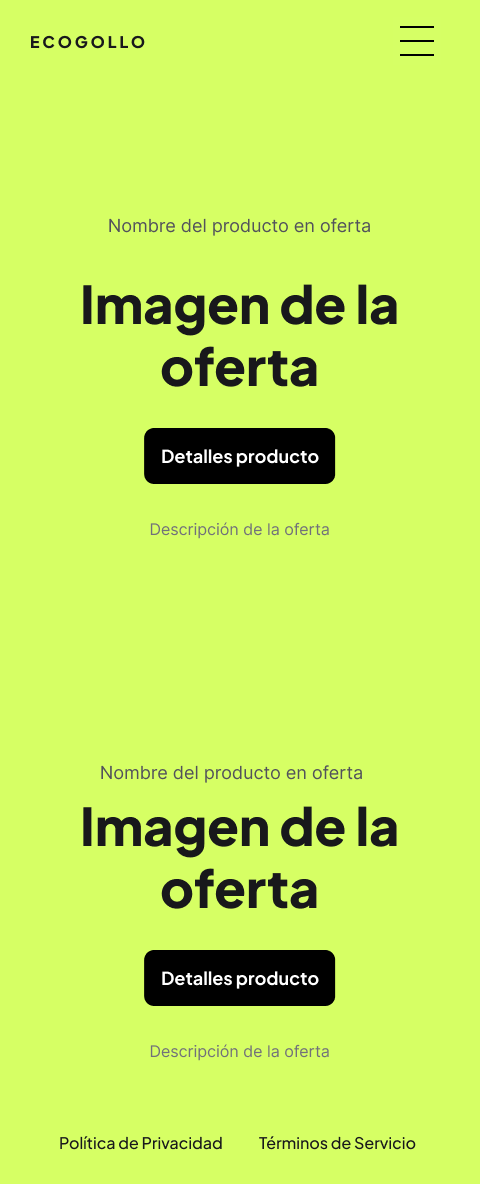 ECOGOLLO
Nombre del producto en oferta
Imagen de la
oferta
Detalles producto
Descripción de la oferta
Nombre del producto en oferta
Imagen de la
oferta
Detalles producto
Descripción de la oferta
Política de Privacidad
Términos de Servicio